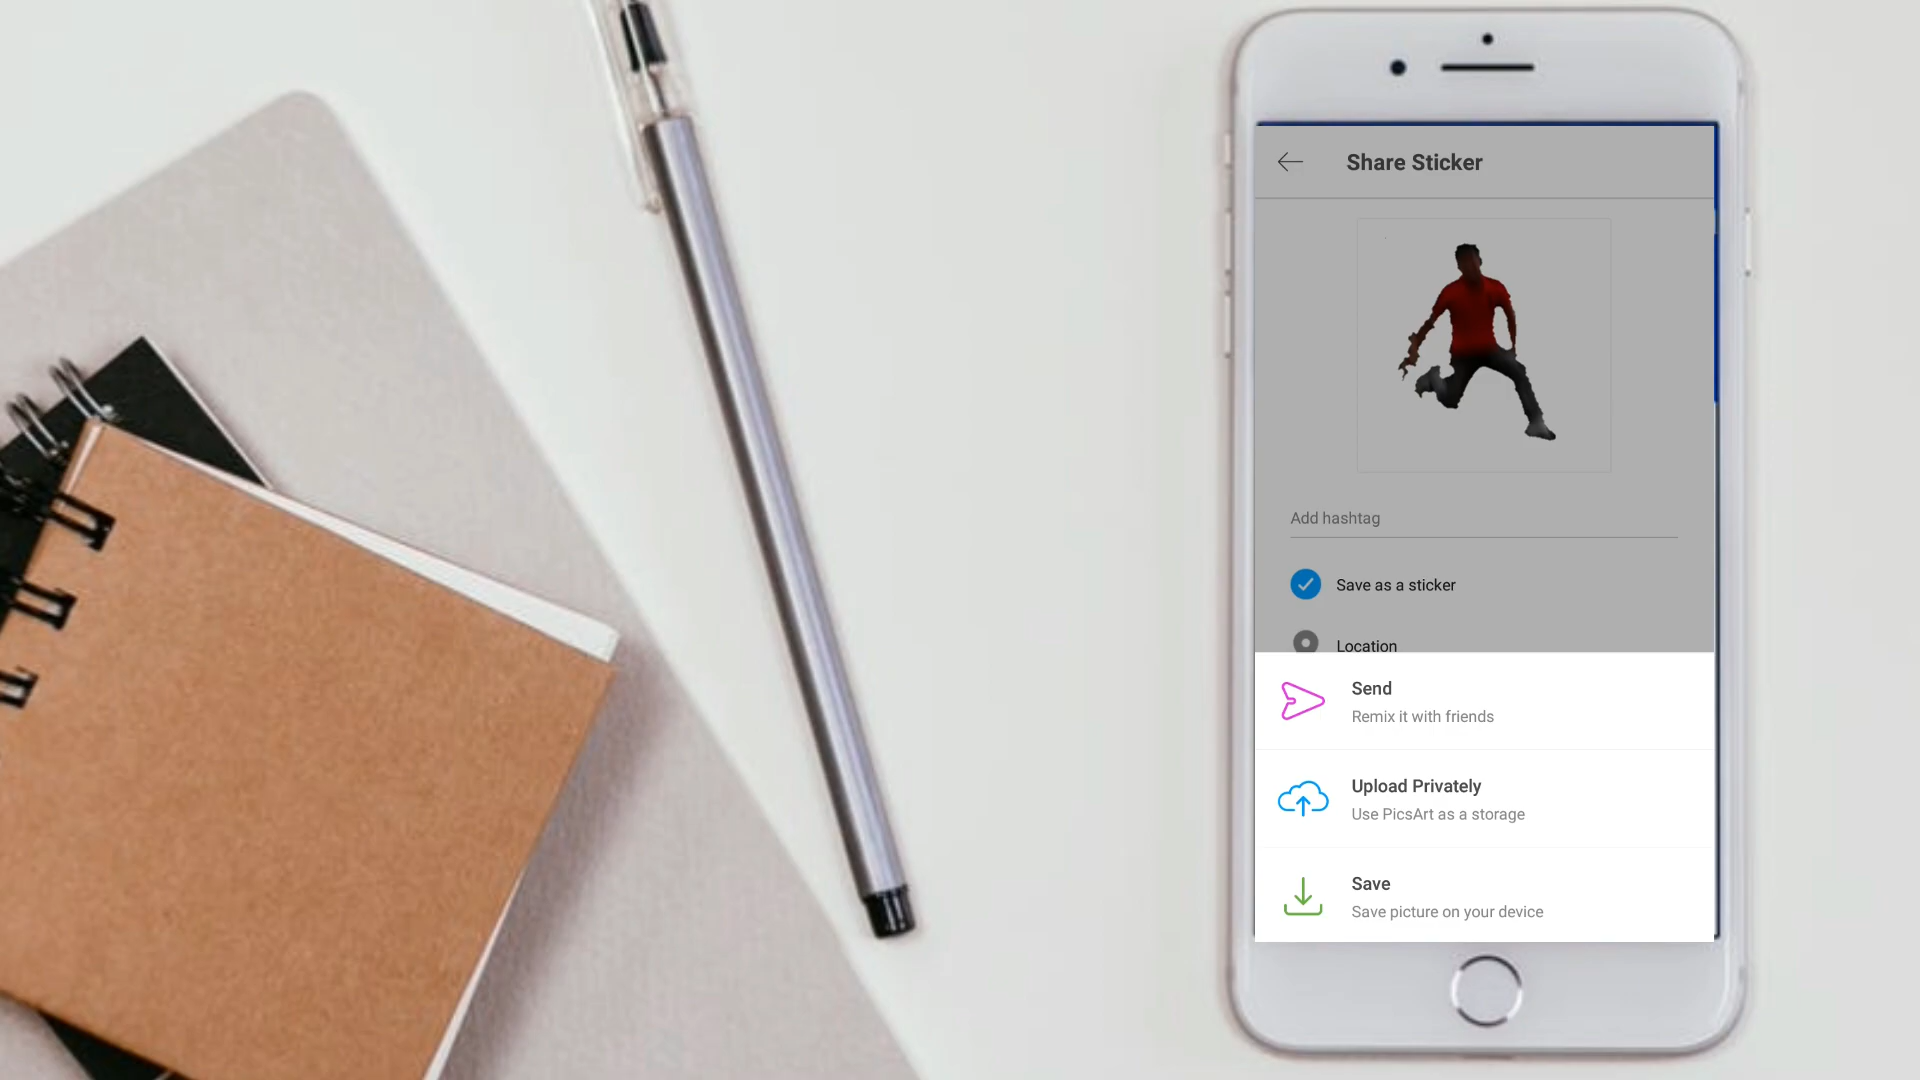 Share Sticker
Add hashtag
Save as a sticker
Location
Send
Remix it with friends
Upload Privately
Use PicsArt as a storage
Save
Save picture on your device